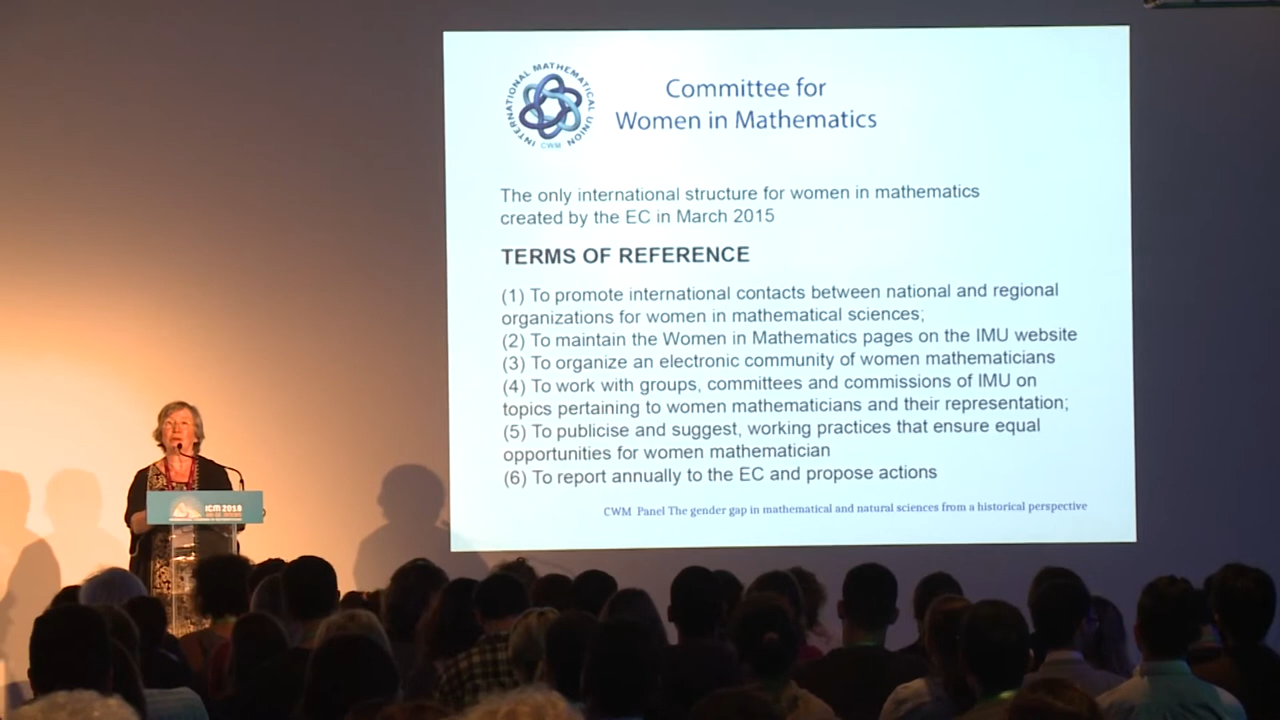 INTERNATIONAL MATHEMATICAL UNION
CWM
Committee for
Women in Mathematics
The only international structure for women in mathematics
created by the EC in March 2015
TERMS OF REFERENCE
(1) To promote international contacts between national and regional
organizations for women in mathematical sciences;
(2) To maintain the Women in Mathematics pages on the IMU website
(3) To organize an electronic community of women mathematicians
(4) To work with groups, committees and commissions of IMU on
topics pertaining to women mathematicians and their representation;
(5) To publicise and suggest, working practices that ensure equal
opportunities for women mathematician
(6) To report annually to the EC and propose actions
CWM Panel The gender gap in mathematical and natural sciences from a historical perspective
ICM 2018